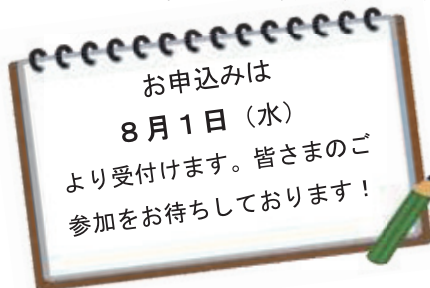 お申込みは
８月１日（水）
より受付けます。皆さまのご
参加をお待ちしております！